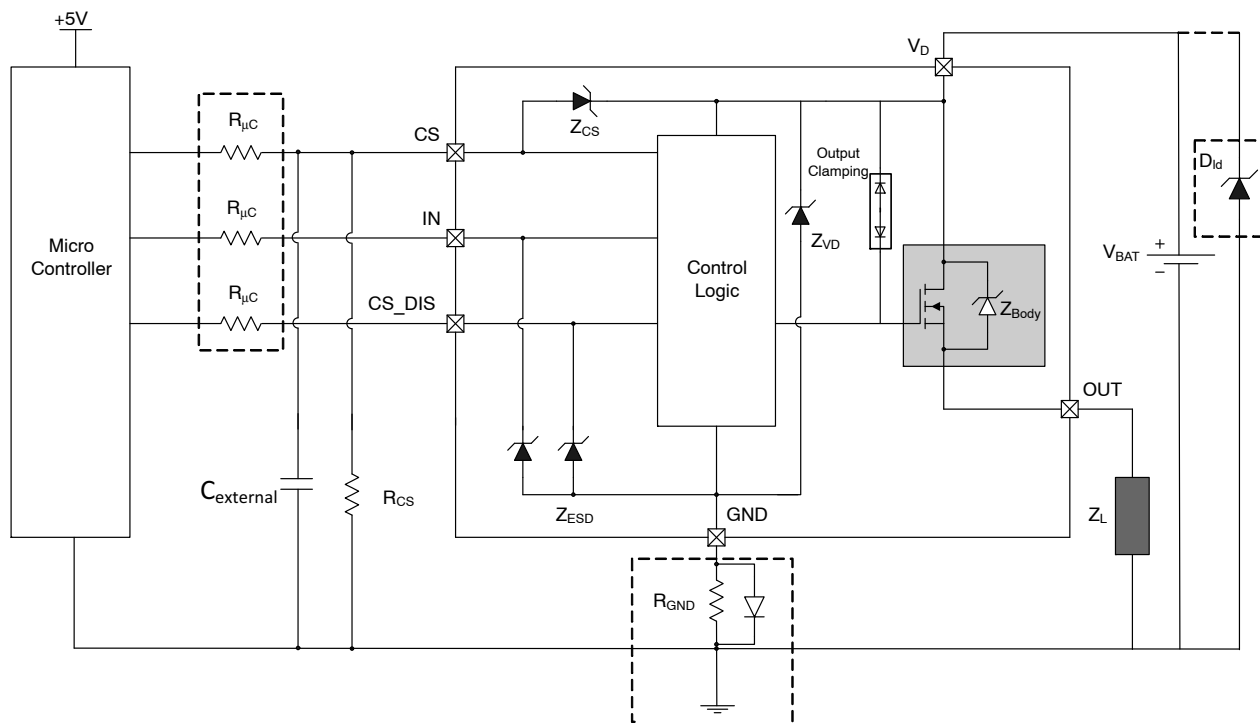 +5V
V_D
R_μC
CS
Z_CS
Output
Clamping
D_ld
R_μC
IN
Z_VD
Micro
Controller
Control
Logic
V_BAT
+
−
R_μC
CS_DIS
Z_Body
OUT
C_external
R_CS
Z_ESD
GND
Z_L
R_GND